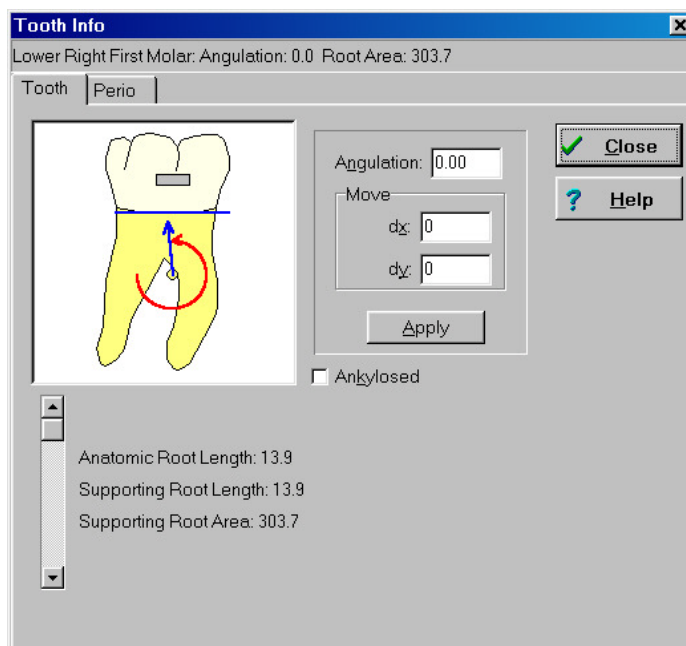 Tooth Info
Lower Right First Molar: Angulation: 0.0 Root Area: 303.7
Tooth Perio
Angulation: 0.00
Close
Move
Help
dx: 0
dy: 0
Apply
Ankylosed
Anatomic Root Length: 13.9
Supporting Root Length: 13.9
Supporting Root Area: 303.7